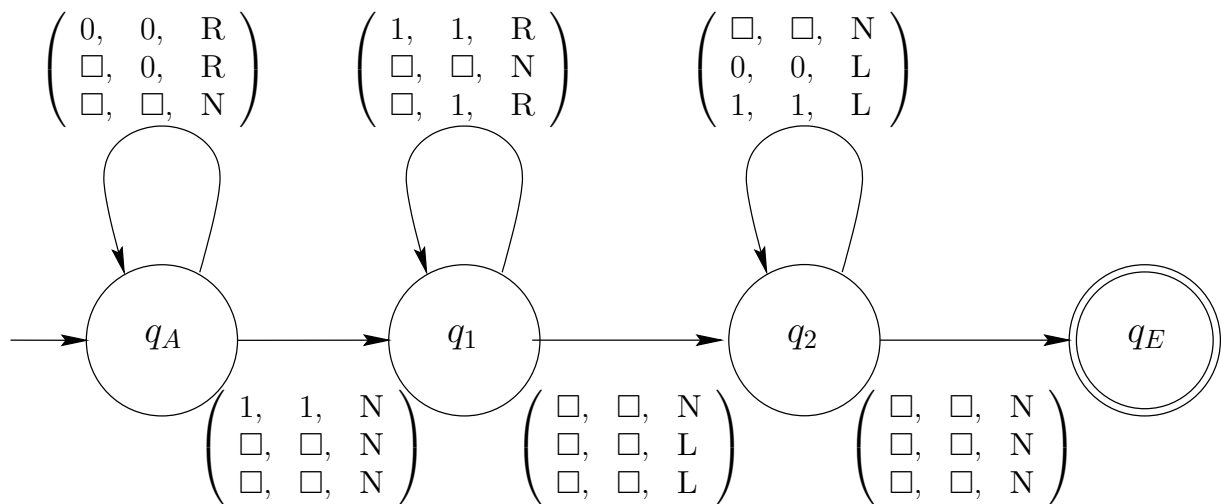 0, 0, R
□, 0, R
□, □, N
1, 1, R
□, □, N
□, 1, R
□, □, N
0, 0, L
1, 1, L
q_A
q_1
q_2
q_E
1, 1, N
□, □, N
□, □, N
□, □, N
□, □, L
□, □, L
□, □, N
□, □, N
□, □, N